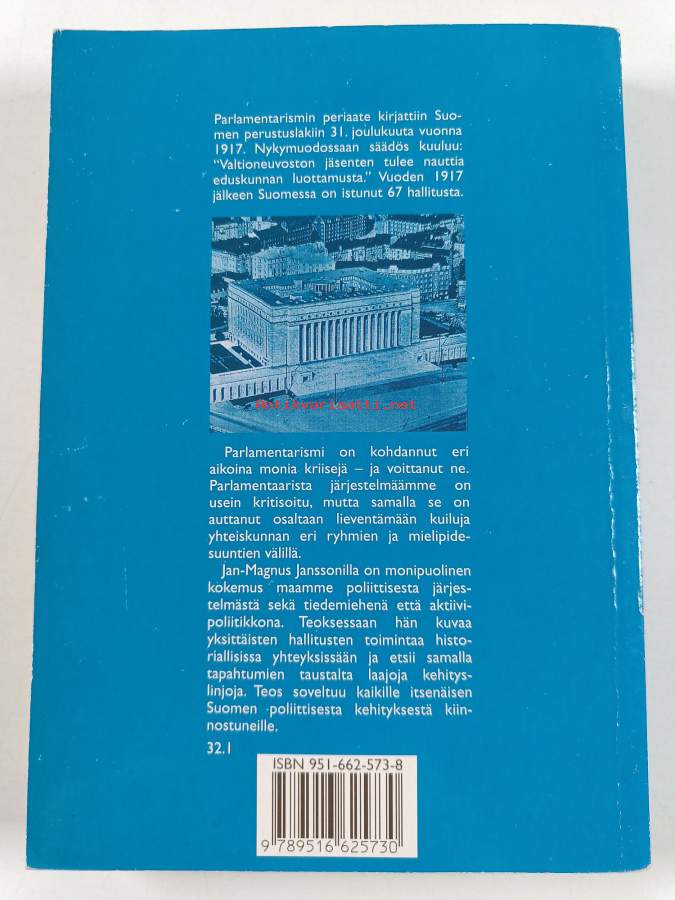 Parlamentarismin periaate kirjattiin Suo-
men perustuslakiin 31. joulukuuta vuonna
1917. Nykymuodossaan säädös kuuluu:
"Valtioneuvoston jäsenten tulee nauttia
eduskunnan luottamusta." Vuoden 1917
jälkeen Suomessa on istunut 67 hallitusta.
Antikvarisatti.net
Parlamentarismi on kohdannut eri
aikoina monia kriisejä – ja voittanut ne.
Parlamentaarista järjestelmäämme on
usein kritisoitu, mutta samalla se on
auttanut osaltaan lieventämään kuiluja
yhteiskunnan eri ryhmien ja mielipide-
suuntien välillä.
Jan-Magnus Janssonilla on monipuolinen
kokemus maamme poliittisesta järjes-
telmästä sekä tiedemiehenä että aktiivi-
poliitikkona. Teoksessaan hän kuvaa
yksittäisten hallitusten toimintaa histo-
riallisissa yhteyksissään ja etsii samalla
tapahtumien taustalta laajoja kehitys-
linjoja. Teos soveltuu kaikille itsenäisen
Suomen poliittisesta kehityksestä kiin-
nostuneille.
32.1
ISBN 951-662-573-8
9 789516 625730